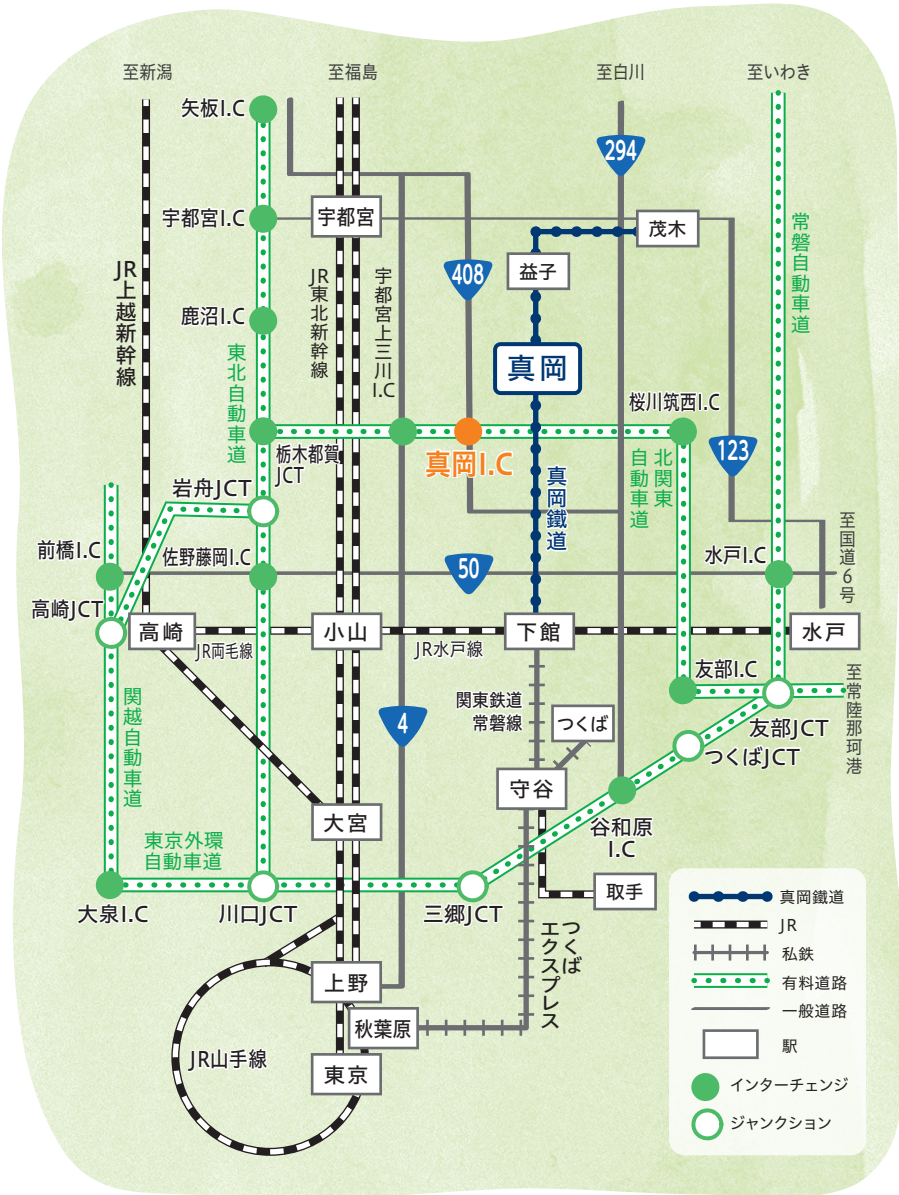 至新潟
至福島
至白川
至いわき
矢板I.C
294
宇都宮I.C
宇都宮
茂木
益子
JR上越新幹線
JR東北新幹線
宇都宮上三川I.C
408
常磐自動車道
鹿沼I.C
東北自動車道
真岡
桜川筑西I.C
栃木都賀
JCT
真岡I.C
123
北関東
自動車道
真岡鐵道
岩舟JCT
前橋I.C
佐野藤岡I.C
50
水戸I.C
至国道6号
高崎JCT
高崎
小山
下館
水戸
JR両毛線
JR水戸線
友部I.C
至常陸那珂港
関越自動車道
関東鉄道
常磐線
つくば
4
友部JCT
つくばJCT
守谷
谷和原
I.C
大宮
東京外環
自動車道
取手
大泉I.C
川口JCT
三郷JCT
つくば
エクスプレス
上野
秋葉原
JR山手線
東京
真岡鐵道
JR
私鉄
有料道路
一般道路
駅
インターチェンジ
ジャンクション